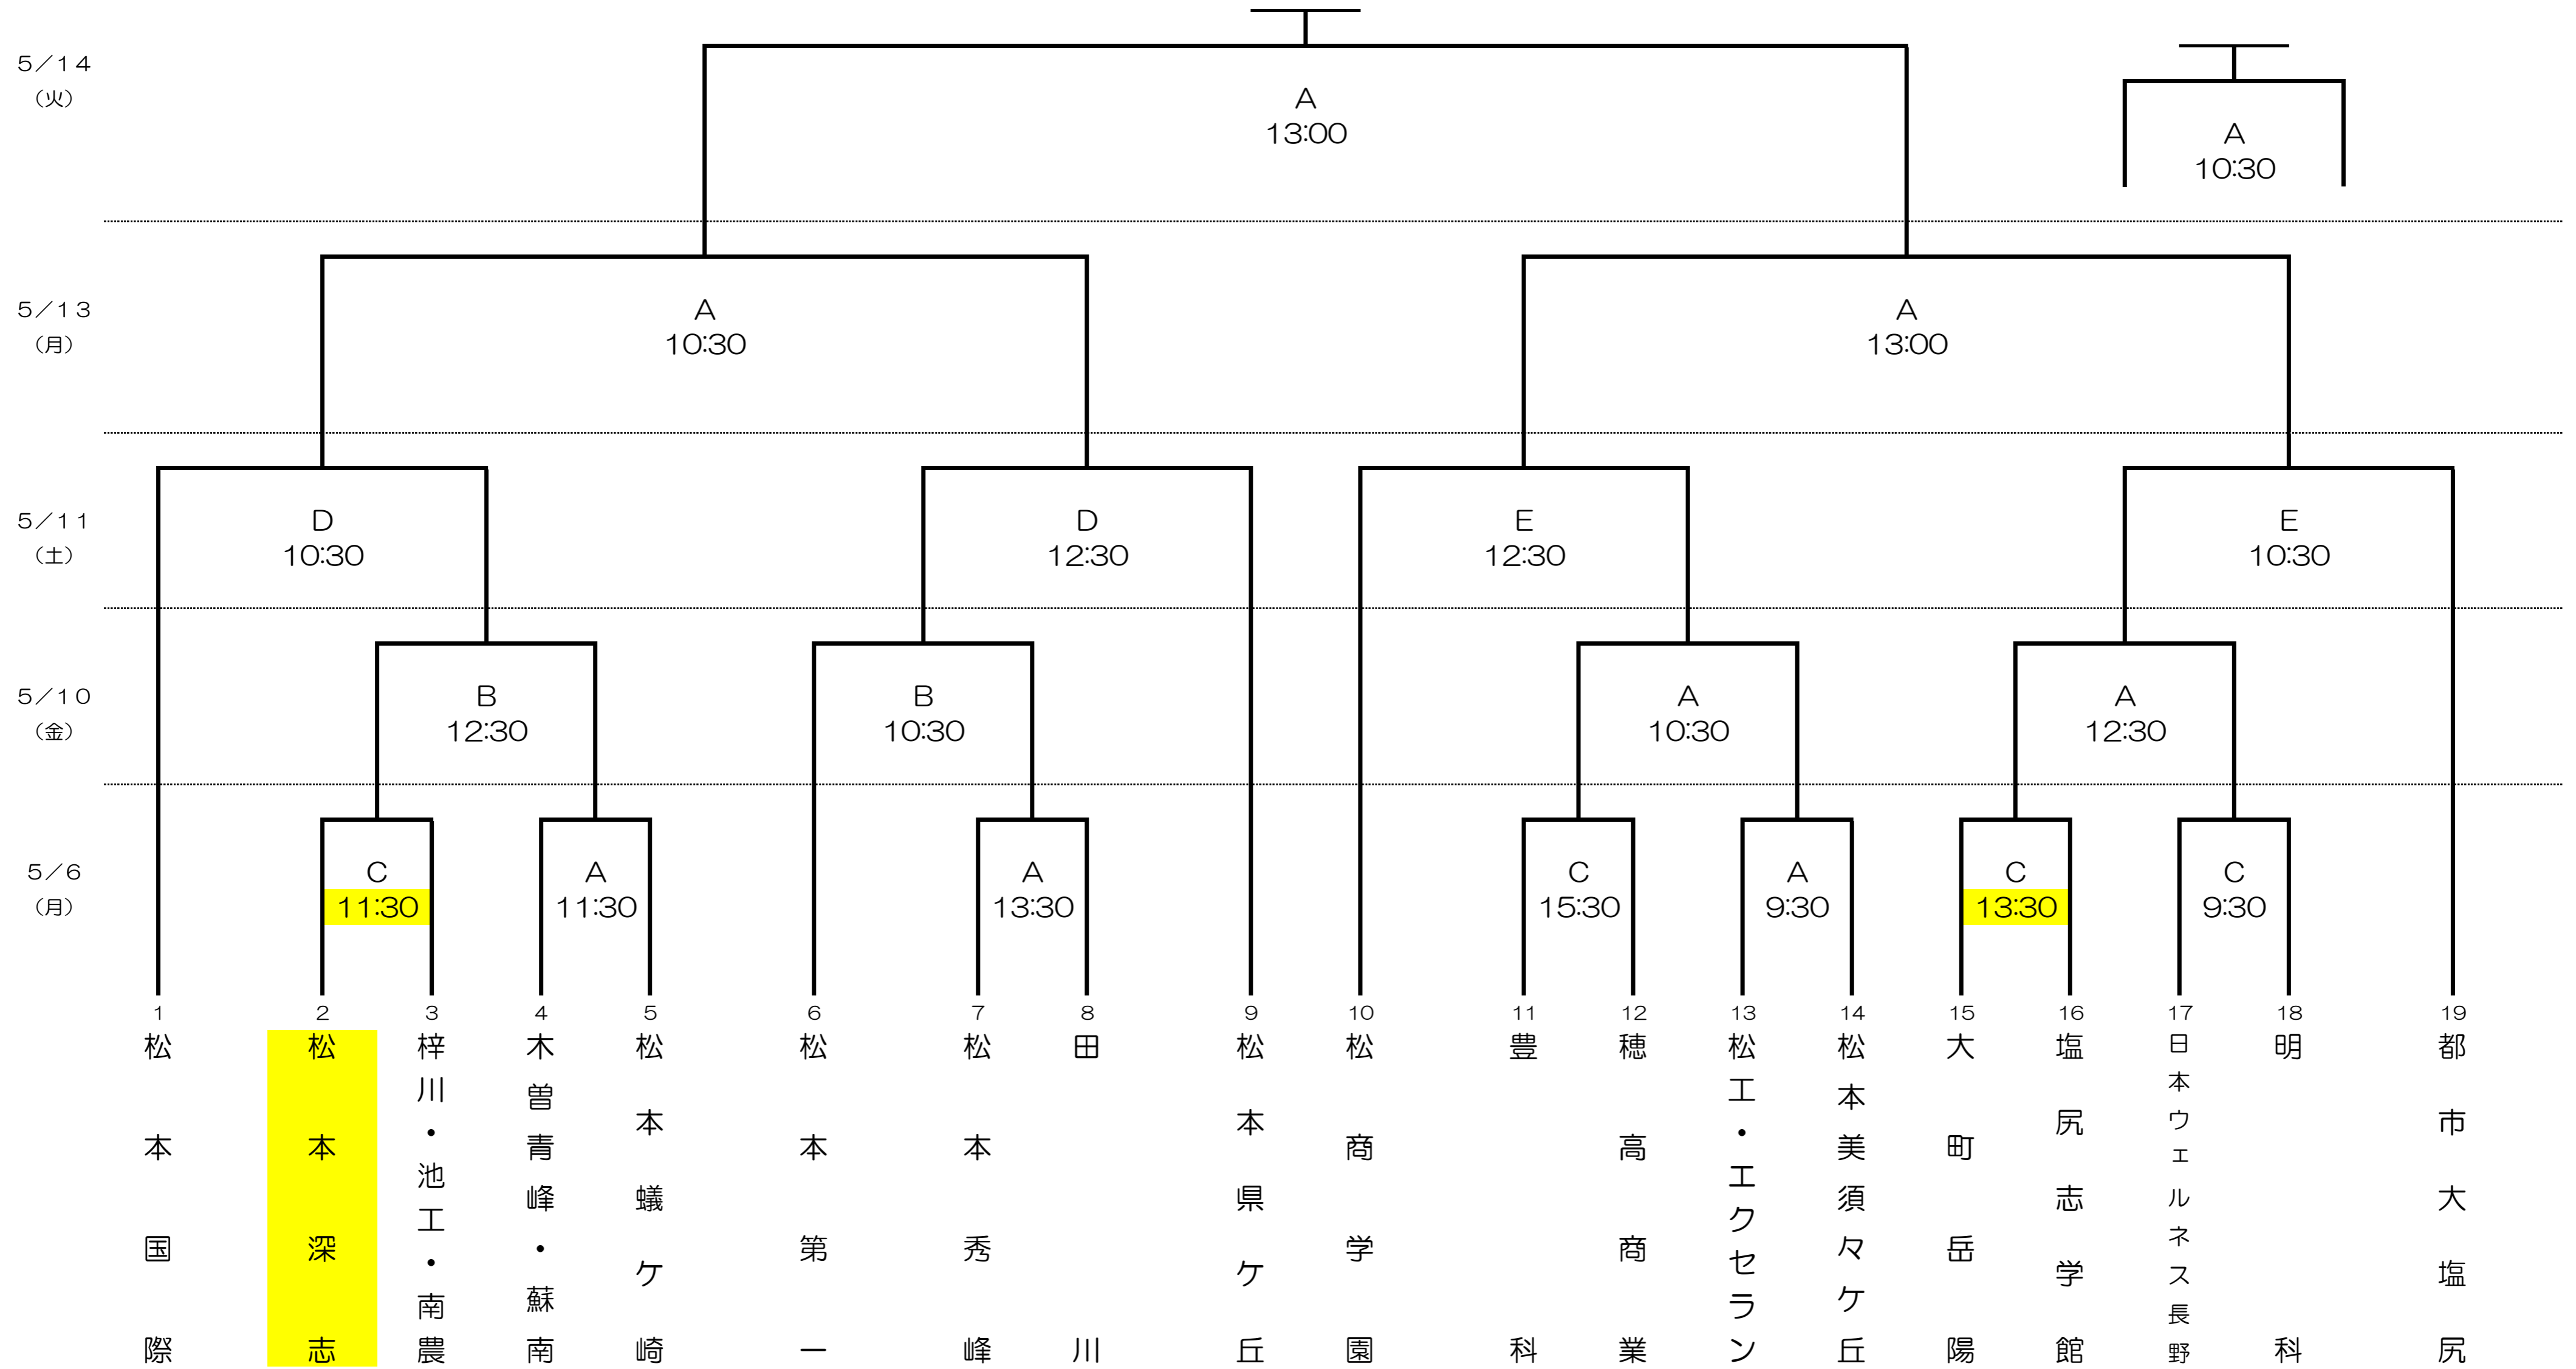 5/14
(火)
A
13:00
A
10:30
5/13
(月)
A
10:30
A
13:00
5/11
(土)
D
10:30
D
12:30
E
12:30
E
10:30
5/10
(金)
B
12:30
B
10:30
A
10:30
A
12:30
5/6
(月)
C
11:30
A
11:30
A
13:30
C
15:30
A
9:30
C
13:30
C
9:30
1
松本国際
2
松本深志
3
梓川・池工・南農
4
木曽青峰・蘇南
5
松本蟻ケ崎
6
松本第一
7
松本秀峰
8
田川
9
松本県ケ丘
10
松商学園
11
豊科
12
穂高商業
13
松工・エクセラン
14
松本美須々ケ丘
15
大町岳陽
16
塩尻志学館
17
日本ウェルネス長野
18
明科
19
都市大塩尻